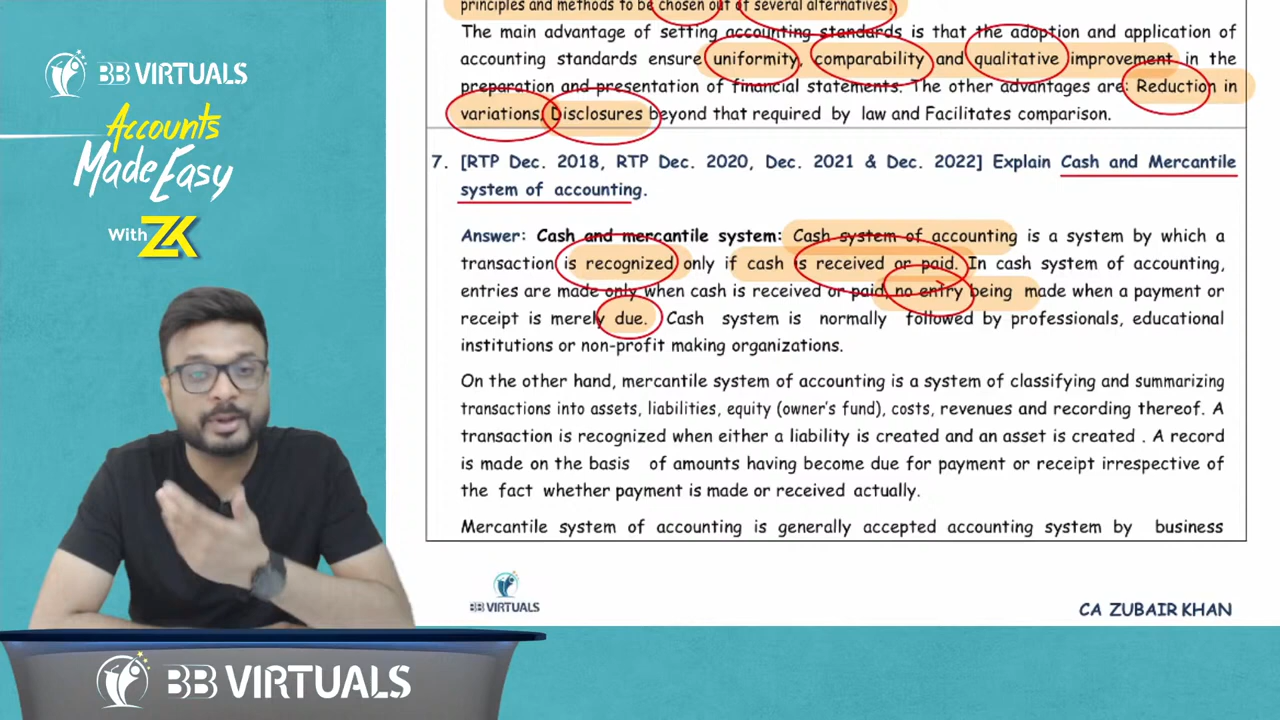 BB VIRTUALS
Accounts
Made Easy
With ZK
principles and methods to be chosen out of several alternatives.
The main advantage of setting accounting standards is that the adoption and application of
accounting standards ensure uniformity, comparability and qualitative improvement in the
preparation and presentation of financial statements. The other advantages are: Reduction in
variations, Disclosures beyond that required by law and Facilitates comparison.
7. [RTP Dec. 2018, RTP Dec. 2020, Dec. 2021 & Dec. 2022] Explain Cash and Mercantile
system of accounting.
Answer: Cash and mercantile system: Cash system of accounting is a system by which a
transaction is recognized only if cash is received or paid. In cash system of accounting,
entries are made only when cash is received or paid, no entry being made when a payment or
receipt is merely due. Cash system is normally followed by professionals, educational
institutions or non-profit making organizations.
On the other hand, mercantile system of accounting is a system of classifying and summarizing
transactions into assets, liabilities, equity (owner's fund), costs, revenues and recording thereof. A
transaction is recognized when either a liability is created and an asset is created . A record
is made on the basis of amounts having become due for payment or receipt irrespective of
the fact whether payment is made or received actually.
Mercantile system of accounting is generally accepted accounting system by business
BB VIRTUALS
CA ZUBAIR KHAN
BB VIRTUALS